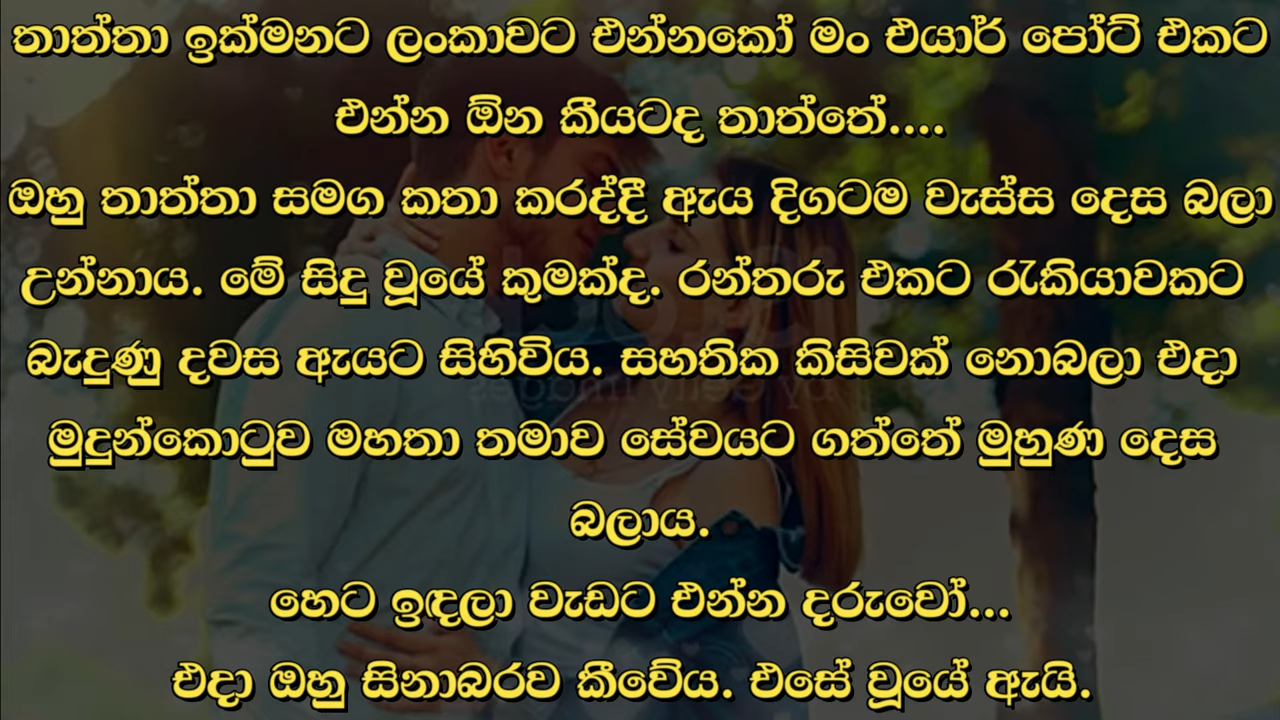 තාත්තා ඉක්මනට ලංකාවට එන්නකෝ මං එයාර් පෝට් එකට
එන්න ඕන කීයටද තාත්තේ....
ඔහු තාත්තා සමග කතා කරද්දී ඇය දිගටම වැස්ස දෙස බලා
උන්නාය. මේ සිදු වූයේ කුමක්ද. රන්තරු එකට රැකියාවකට
බැඳුණු දවස ඇයට සිහිවිය. සහතික කිසිවක් නොබලා එදා
මුදුන්කොටුව මහතා තමාව සේවයට ගත්තේ මුහුණ දෙස
බලාය.
හෙට ඉඳලා වැඩට එන්න දරුවෝ...
එදා ඔහු සිනාබරව කීවේය. එසේ වූයේ ඇයි.